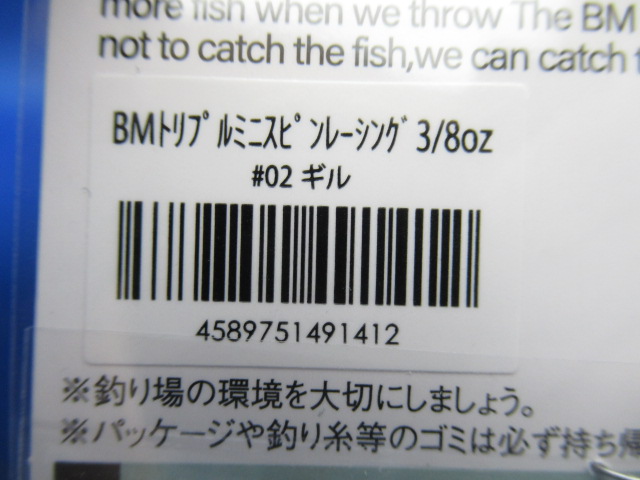 more fish when we throw The BM
not to catch the fish,we can catch
BMﾄﾘﾌﾟﾙﾐﾆｽﾋﾟﾝﾚｰｼﾝｸﾞ 3/8oz
#02 ギル
4589751491412
※釣り場の環境を大切にしましょう。
※パッケージや釣り糸等のゴミは必ず持ち帰